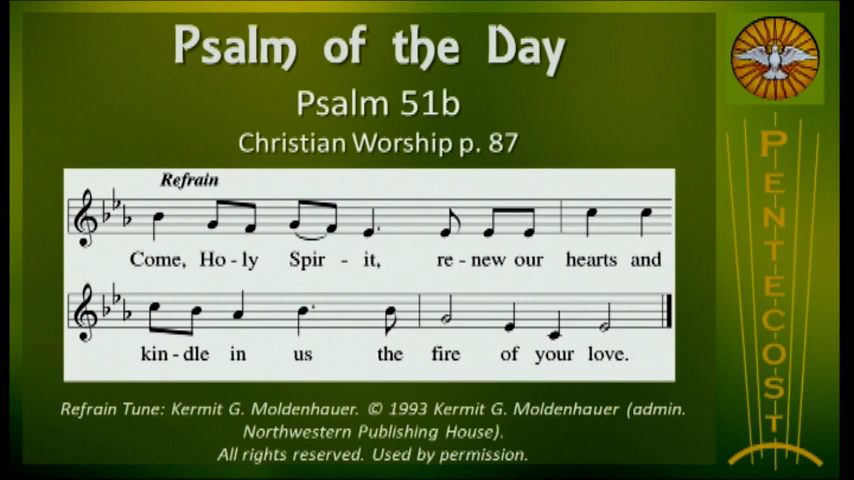 Psalm of the Day
Psalm 51b
Christian Worship p. 87
Refrain
Come, Ho - ly Spir - it, re - new our hearts and
kin - dle in us the fire of your love.
Refrain Tune: Kermit G. Moldenhauer. © 1993 Kermit G. Moldenhauer (admin.
Northwestern Publishing House).
All rights reserved. Used by permission.
PENTECOST